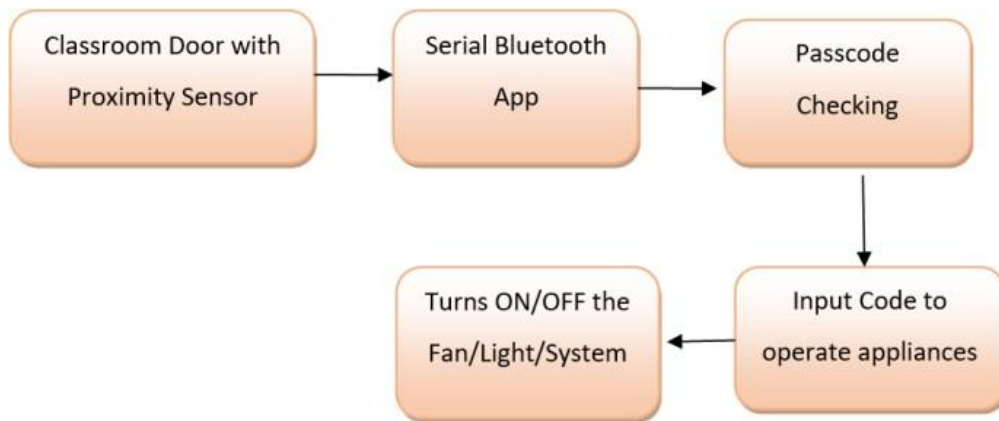 Classroom Door with
Proximity Sensor
Serial Bluetooth
App
Passcode
Checking
Input Code to
operate appliances
Turns ON/OFF the
Fan/Light/System